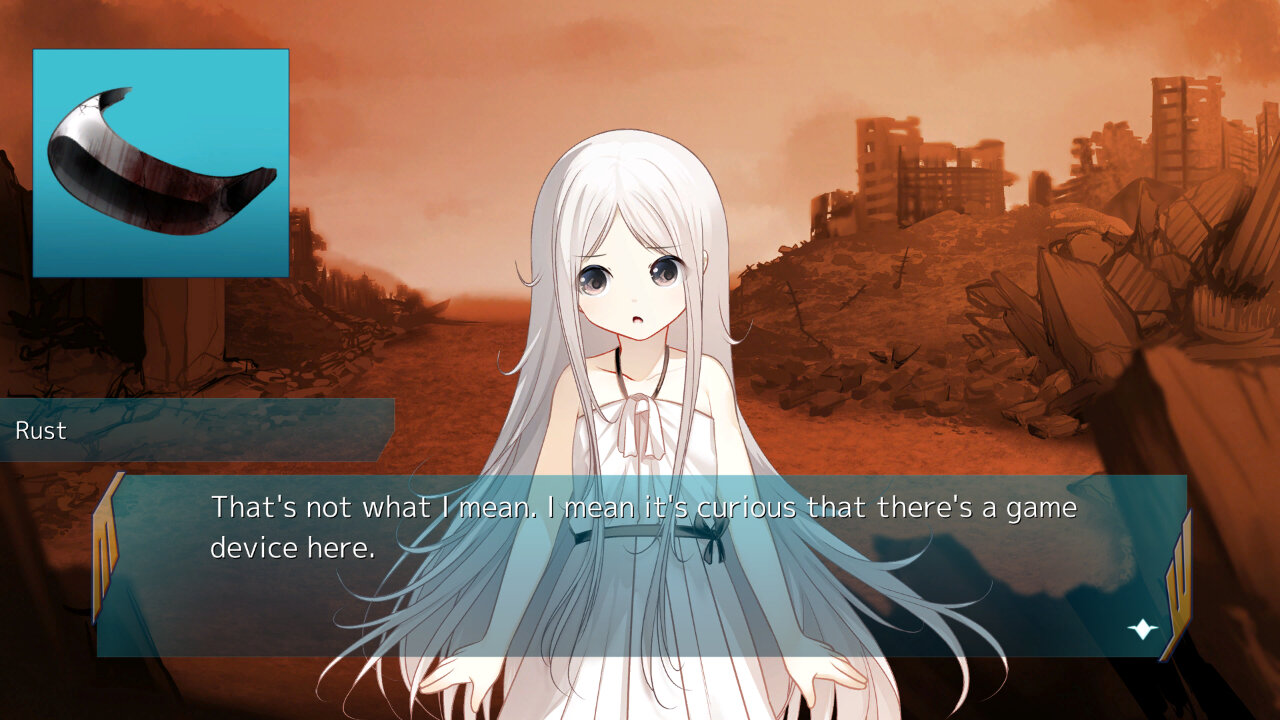 Rust
That's not what I mean. I mean it's curious that there's a game
device here.